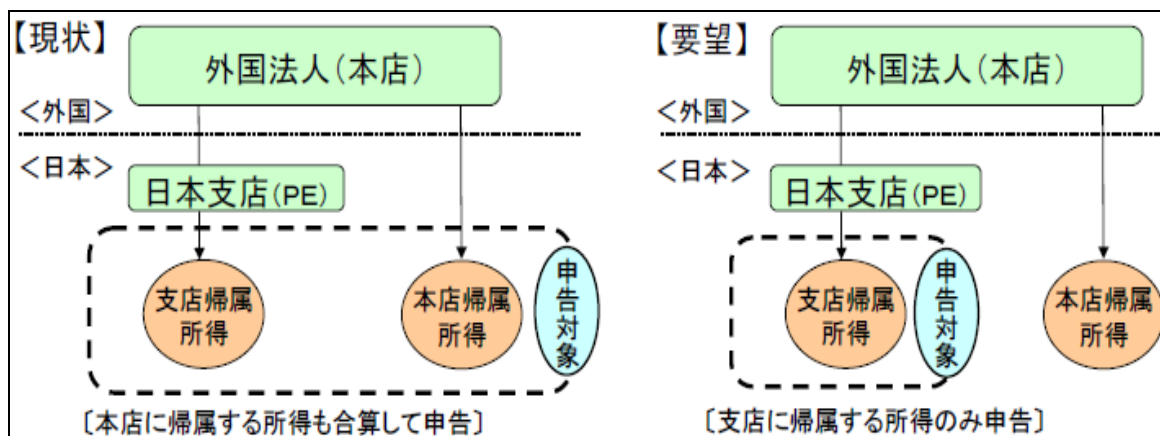 【現状】
外国法人(本店)
<外国>
<日本>
日本支店(PE)
支店帰属
所得
本店帰属
所得
申告対象
〔本店に帰属する所得も合算して申告〕
【要望】
外国法人(本店)
<外国>
<日本>
日本支店(PE)
支店帰属
所得
申告対象
本店帰属
所得
〔支店に帰属する所得のみ申告〕